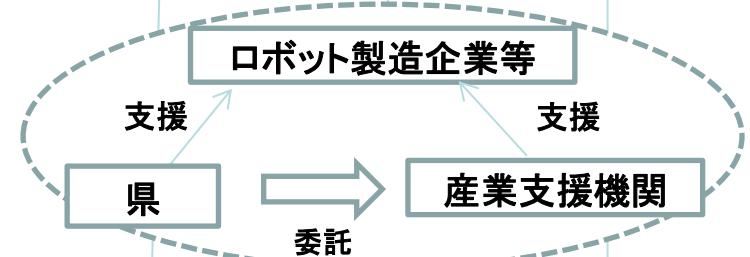 ロボット製造企業等
支援
支援
県
産業支援機関
委託